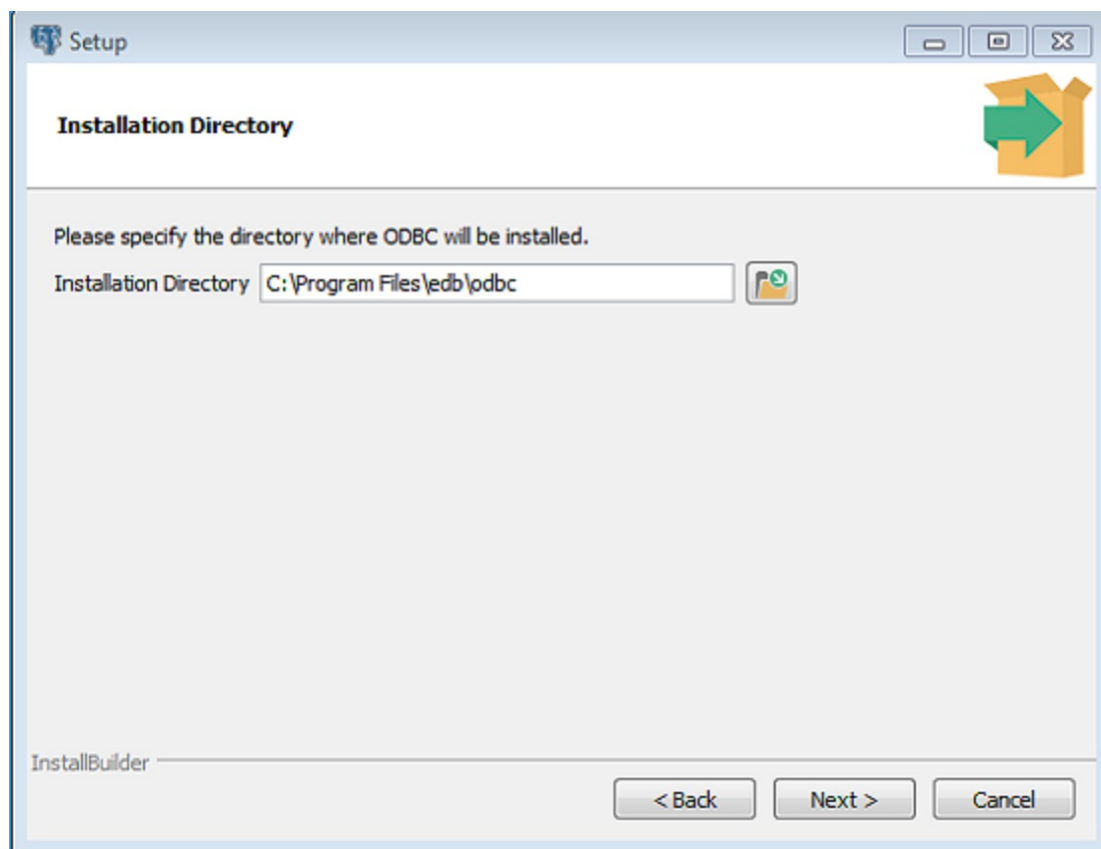 Setup
Installation Directory
Please specify the directory where ODBC will be installed.
Installation Directory C:\Program Files\edb\odbc
InstallBuilder
< Back Next > Cancel